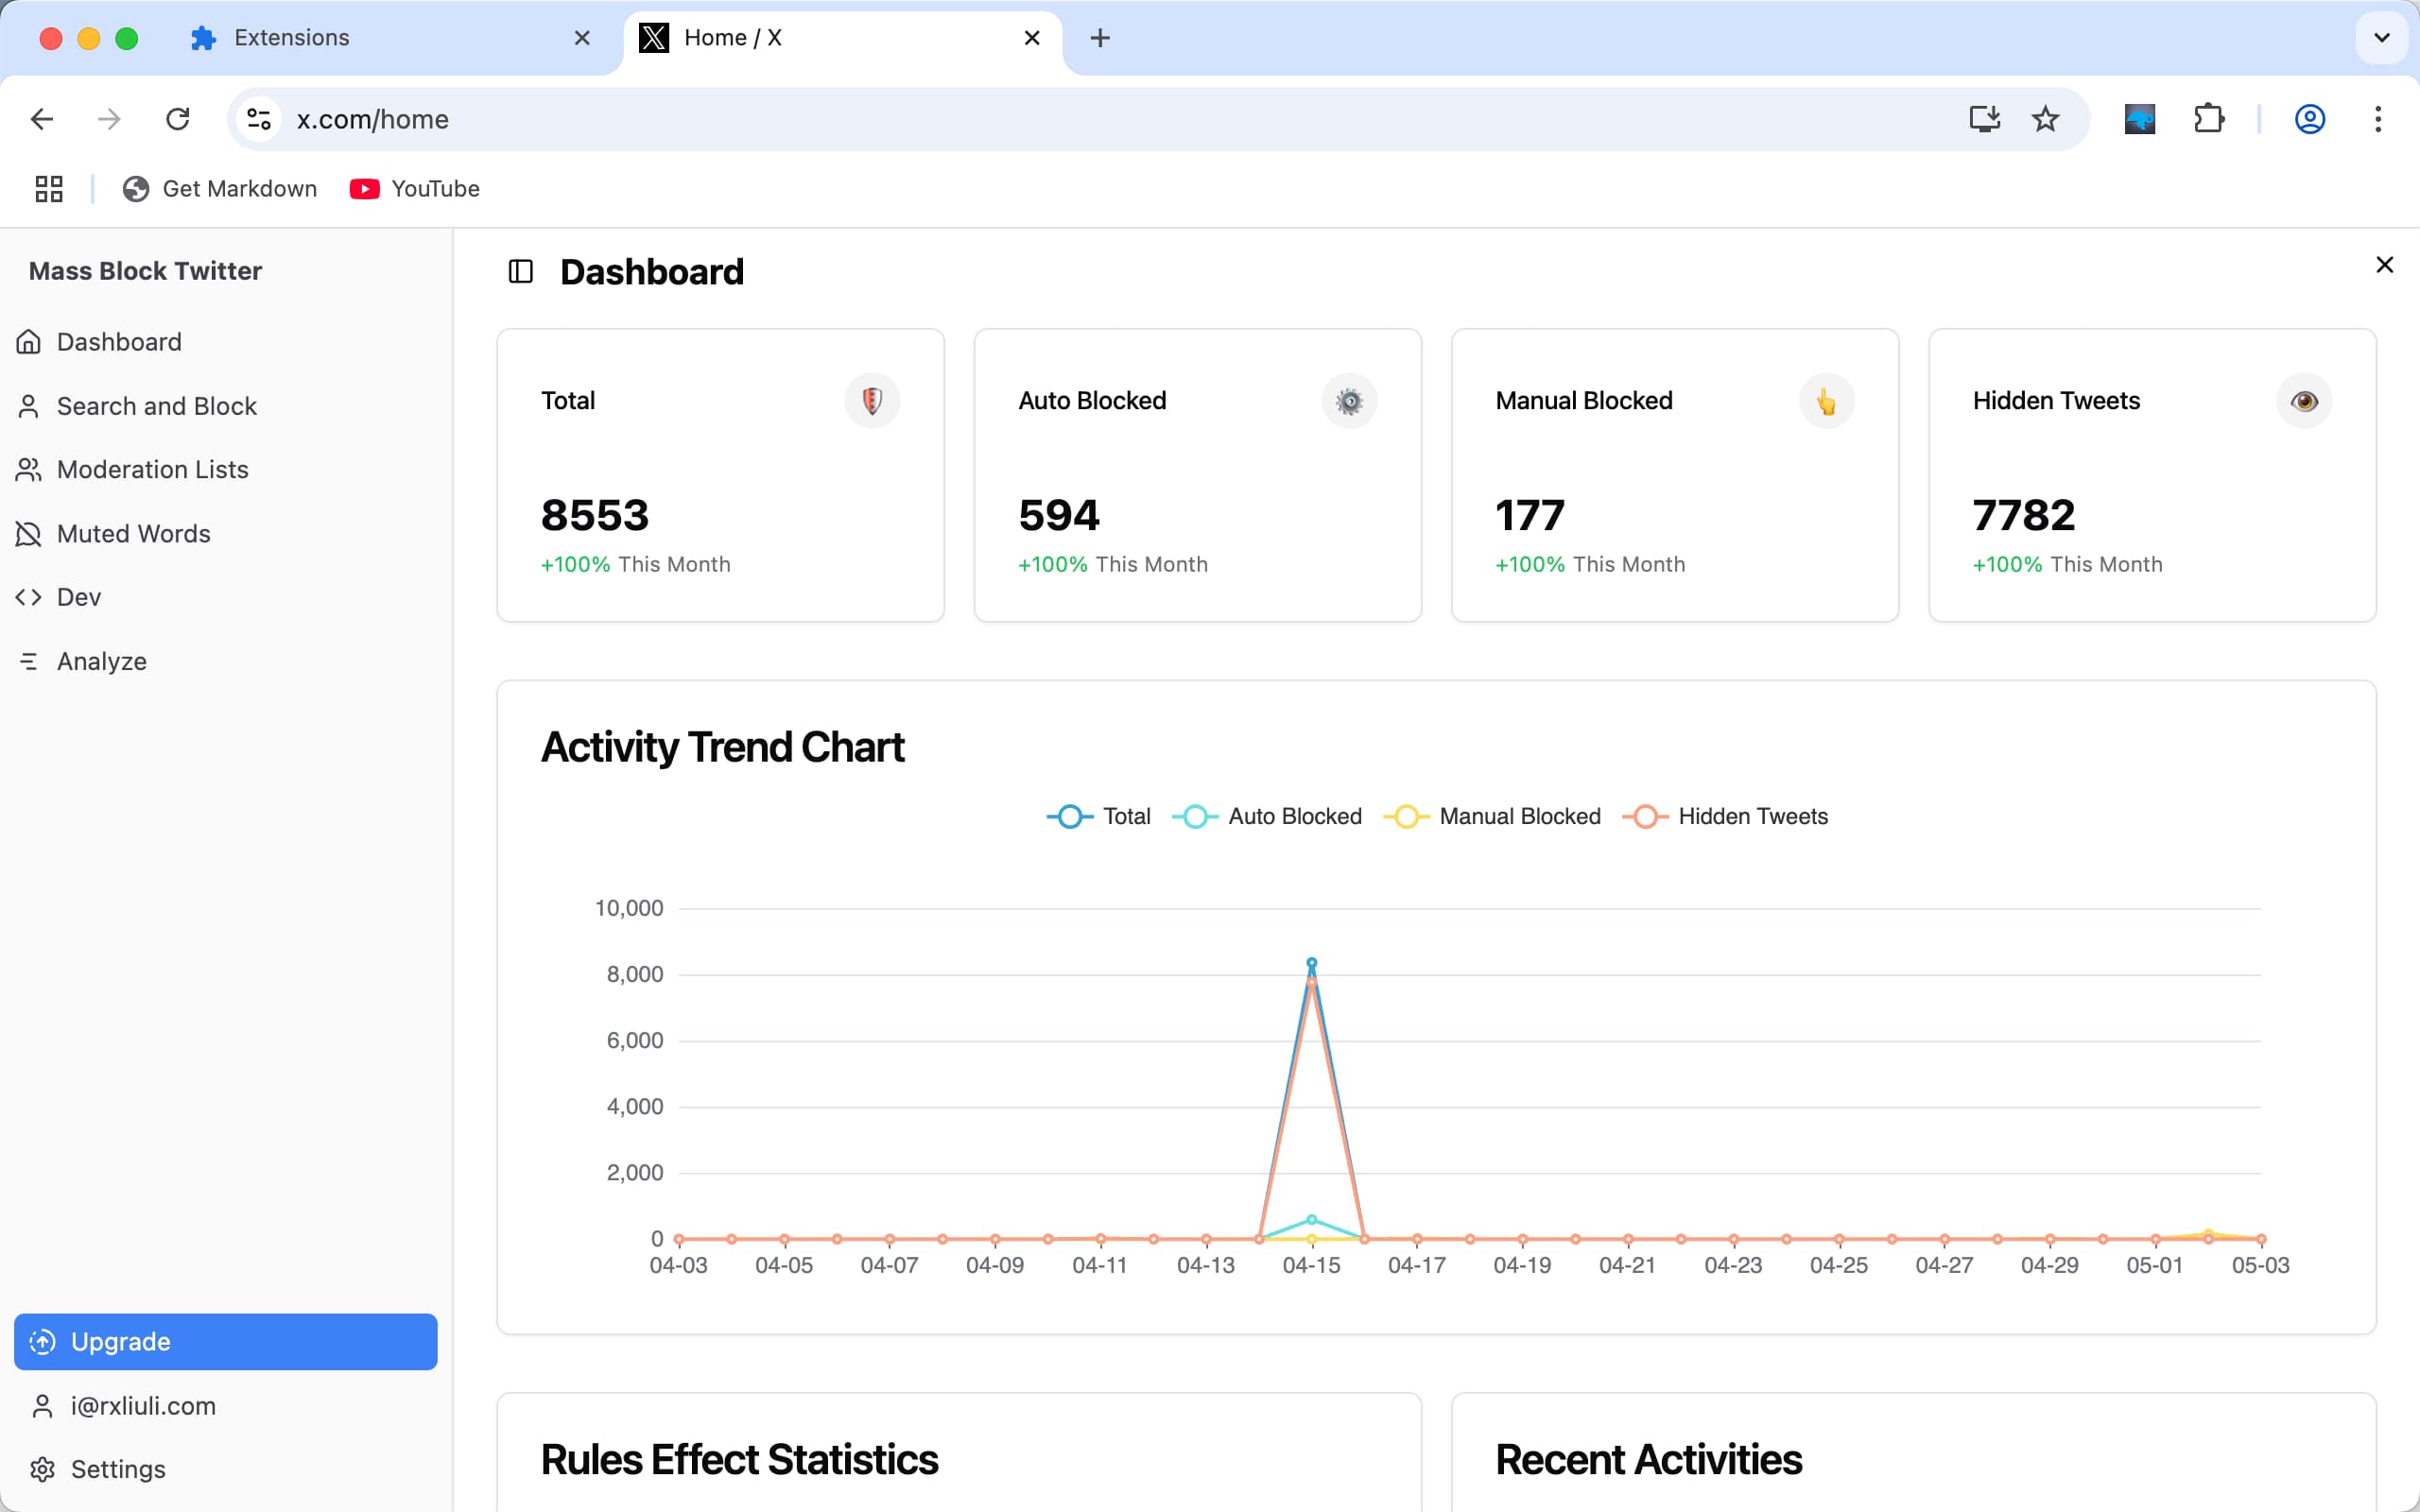 Extensions
Home / X
x.com/home
Get Markdown
YouTube
Mass Block Twitter
Dashboard
Search and Block
Moderation Lists
Muted Words
Dev
Analyze
Upgrade
i@rxliuli.com
Settings
Dashboard
Total
8553
+100% This Month
Auto Blocked
594
+100% This Month
Manual Blocked
177
+100% This Month
Hidden Tweets
7782
+100% This Month
Activity Trend Chart
Total Auto Blocked Manual Blocked Hidden Tweets
10,000
8,000
6,000
4,000
2,000
0
04-03 04-05 04-07 04-09 04-11 04-13 04-15 04-17 04-19 04-21 04-23 04-25 04-27 04-29 05-01 05-03
Rules Effect Statistics
Recent Activities